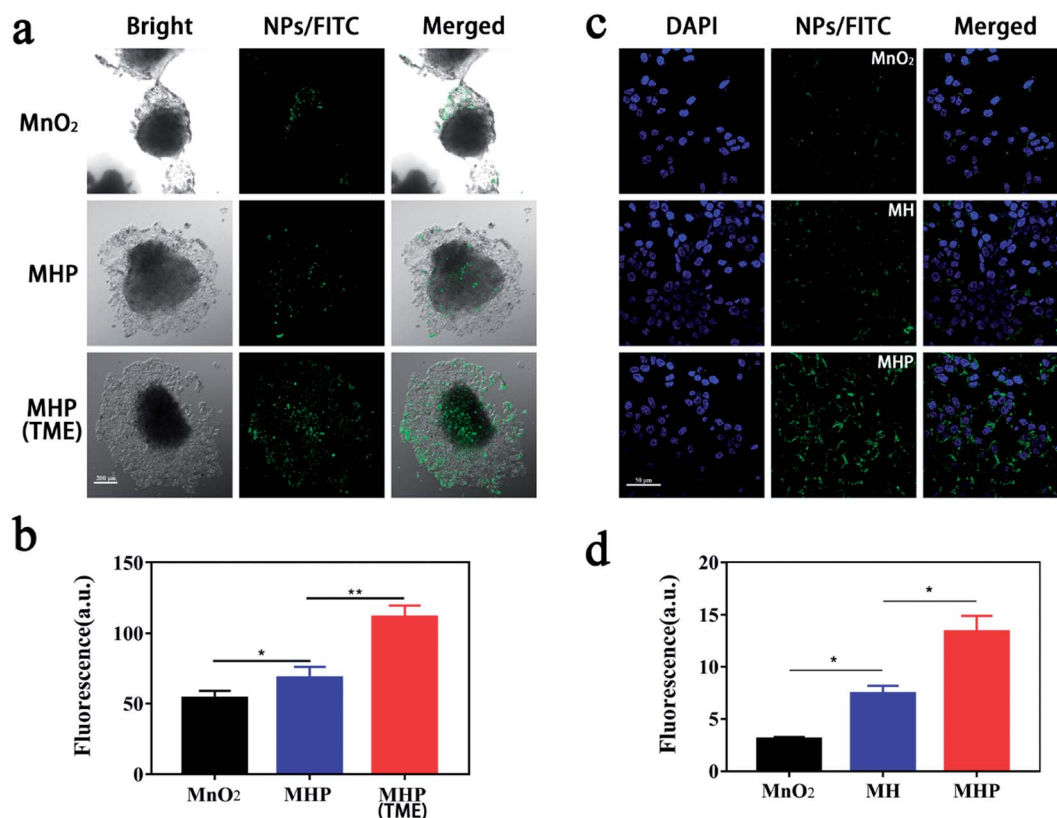 a
Bright NPs/FITC Merged
MnO₂
MHP
MHP
(TME)
200 μm
c
DAPI NPs/FITC Merged
MnO₂
MH
MHP
50 μm
b
Fluorescence(a.u.)
150
100
50
0
*
**
MnO₂ MHP MHP
(TME)
d
Fluorescence(a.u.)
20
15
10
5
0
*
*
MnO₂ MH MHP